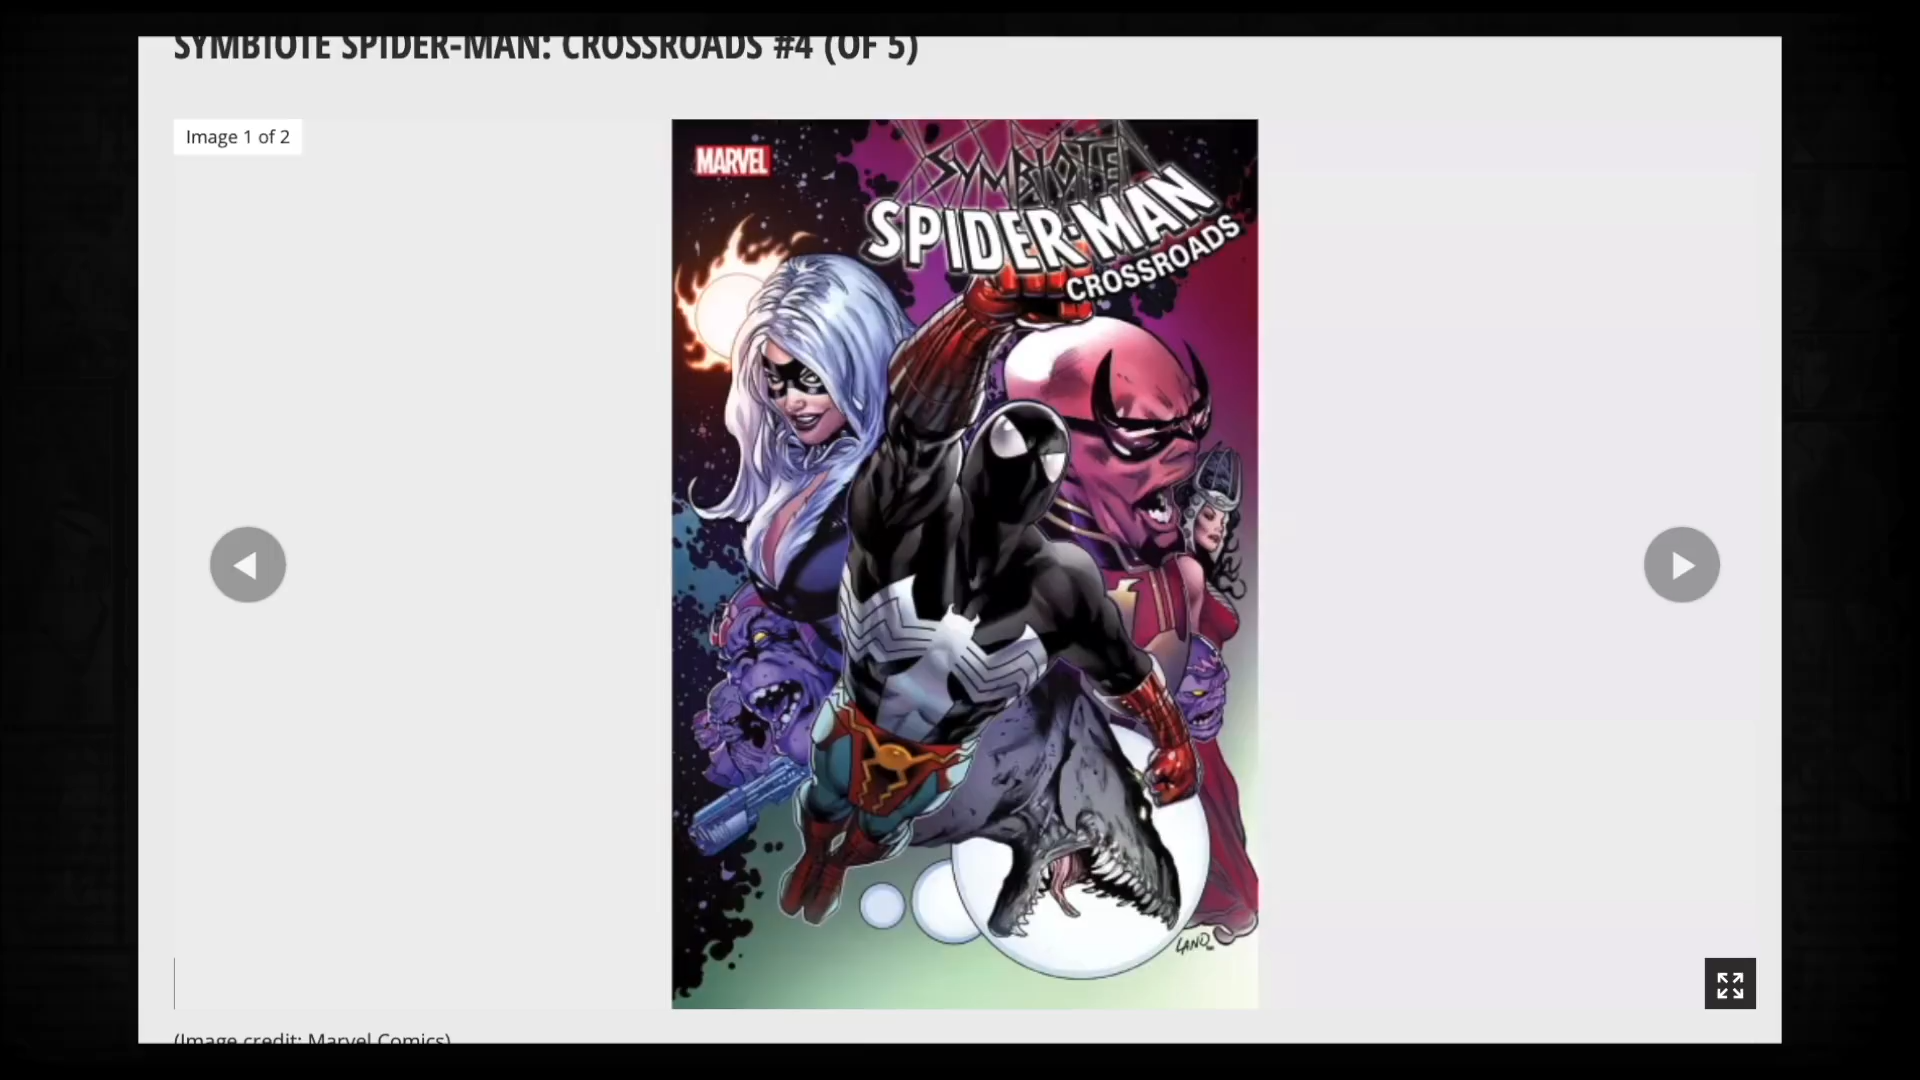 SYMBIOTE SPIDER-MAN: CROSSROADS #4 (OF 5)
Image 1 of 2
MARVEL
SYMBIOTE
SPIDER-MAN
CROSSROADS
LAND
(Image credit: Marvel Comics)